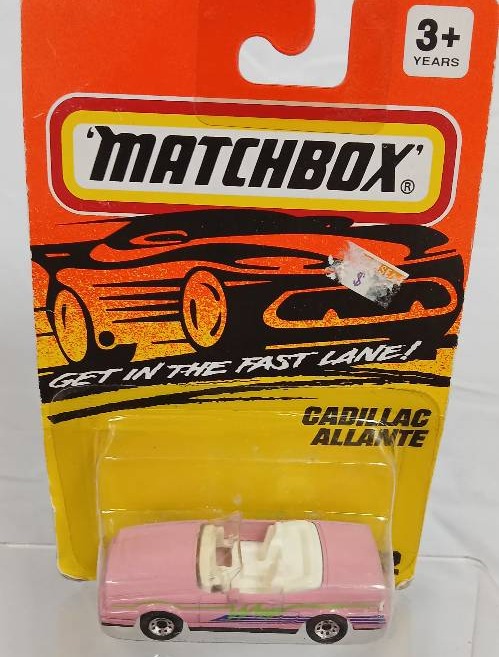 3+
YEARS
'MATCHBOX'®
GET IN THE FAST LANE!
CADILLAC
ALLANTE